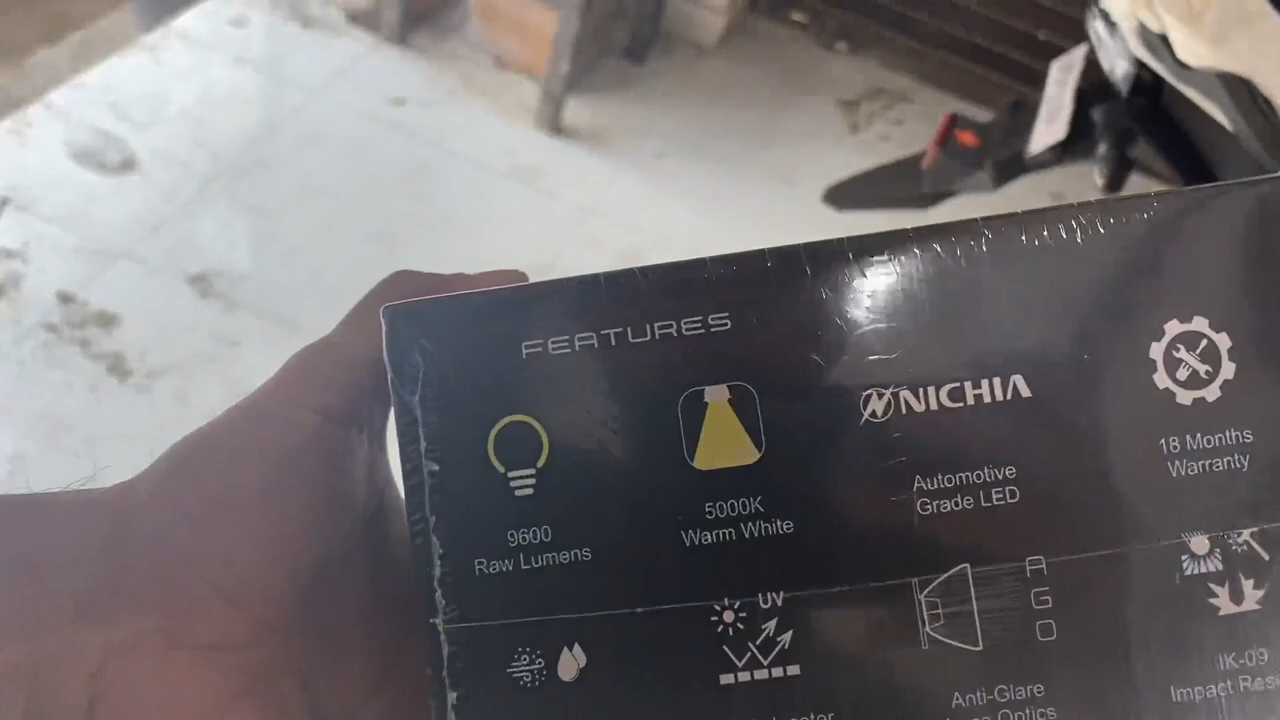 FEATURES
9600
Raw Lumens
5000K
Warm White
NICHIA
Automotive
Grade LED
18 Months
Warranty
UV
A
G
O
Anti-Glare
Optics
IK-09
Impact